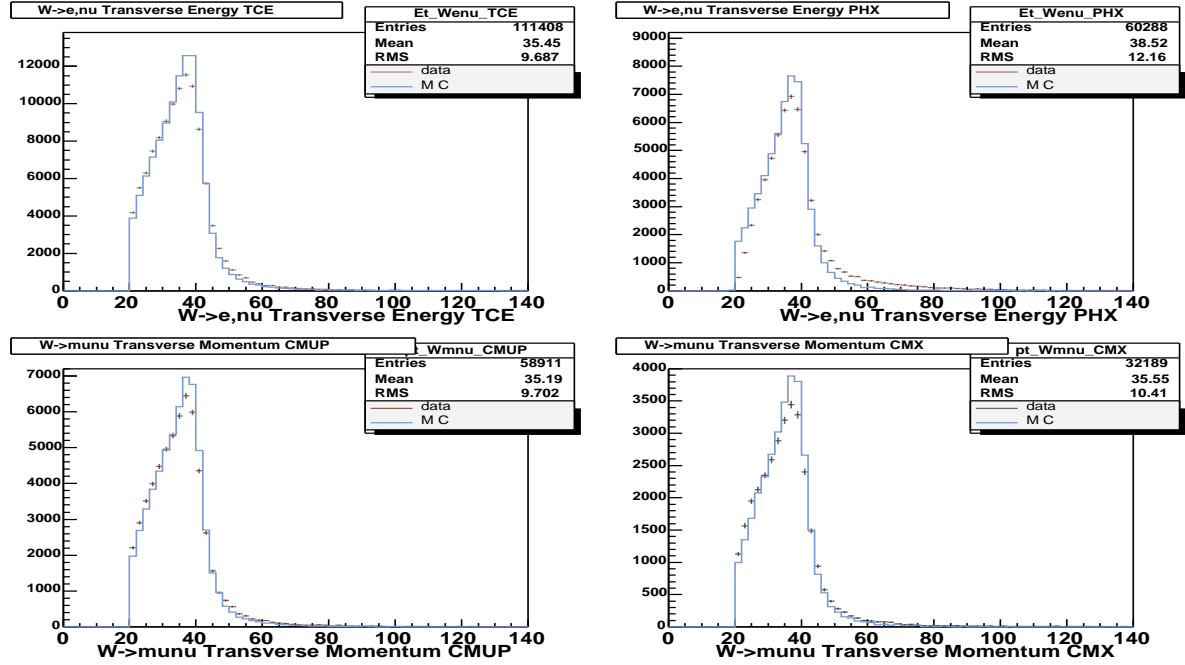 W->e,nu Transverse Energy TCE
Et_Wenu_TCE
Entries 111408
Mean 35.45
RMS 9.687
data
M C
12000
10000
8000
6000
4000
2000
0
0 20 40 60 80 100 120 140
W->e,nu Transverse Energy TCE
W->e,nu Transverse Energy PHX
Et_Wenu_PHX
Entries 60288
Mean 38.52
RMS 12.16
data
M C
9000
8000
7000
6000
5000
4000
3000
2000
1000
0
0 20 40 60 80 100 120 140
W->e,nu Transverse Energy PHX
W->munu Transverse Momentum CMUP
t_Wmnu_CMUP
Entries 58911
Mean 35.19
RMS 9.702
data
M C
7000
6000
5000
4000
3000
2000
1000
0
0 20 40 60 80 100 120 140
W->munu Transverse Momentum CMUP
W->munu Transverse Momentum CMX
pt_Wmnu_CMX
Entries 32189
Mean 35.55
RMS 10.41
data
M C
4000
3500
3000
2500
2000
1500
1000
500
0
0 20 40 60 80 100 120 140
W->munu Transverse Momentum CMX